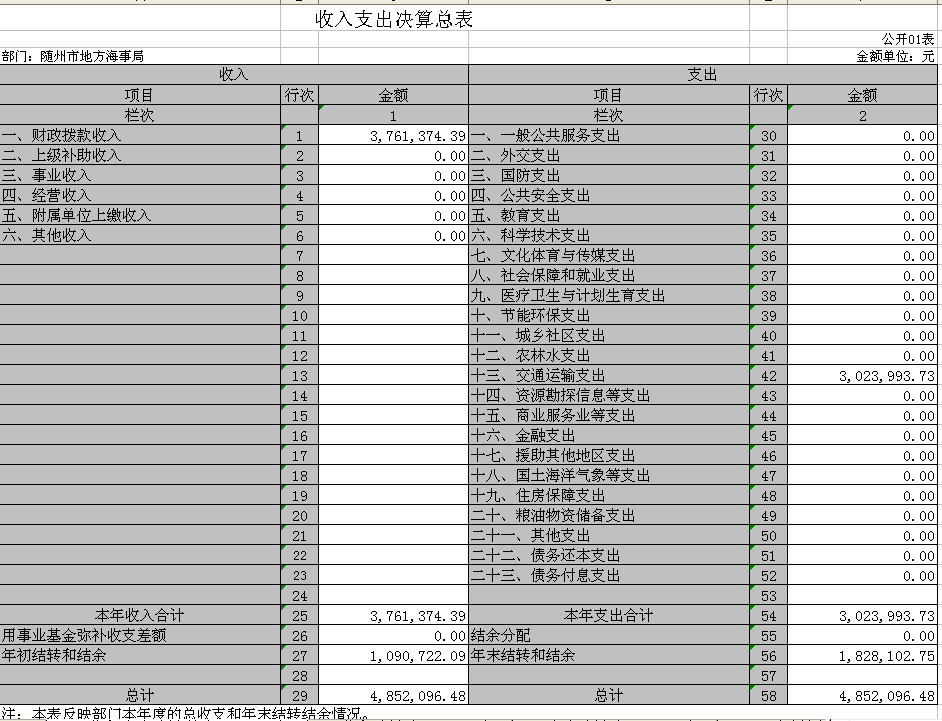 收入支出决算总表
公开01表
部门：随州市地方海事局 金额单位：元
收入 支出
项目 行次 金额 项目 行次 金额
栏次 1 栏次 2
一、财政拨款收入 1 3,761,374.39 一、一般公共服务支出 30 0.00
二、上级补助收入 2 0.00 二、外交支出 31 0.00
三、事业收入 3 0.00 三、国防支出 32 0.00
四、经营收入 4 0.00 四、公共安全支出 33 0.00
五、附属单位上缴收入 5 0.00 五、教育支出 34 0.00
六、其他收入 6 0.00 六、科学技术支出 35 0.00
7 七、文化体育与传媒支出 36 0.00
8 八、社会保障和就业支出 37 0.00
9 九、医疗卫生与计划生育支出 38 0.00
10 十、节能环保支出 39 0.00
11 十一、城乡社区支出 40 0.00
12 十二、农林水支出 41 0.00
13 十三、交通运输支出 42 3,023,993.73
14 十四、资源勘探信息等支出 43 0.00
15 十五、商业服务业等支出 44 0.00
16 十六、金融支出 45 0.00
17 十七、援助其他地区支出 46 0.00
18 十八、国土海洋气象等支出 47 0.00
19 十九、住房保障支出 48 0.00
20 二十、粮油物资储备支出 49 0.00
21 二十一、其他支出 50 0.00
22 二十二、债务还本支出 51 0.00
23 二十三、债务付息支出 52 0.00
24 53
本年收入合计 25 3,761,374.39 本年支出合计 54 3,023,993.73
用事业基金弥补收支差额 26 0.00 结余分配 55 0.00
年初结转和结余 27 1,090,722.09 年末结转和结余 56 1,828,102.75
28 57
总计 29 4,852,096.48 总计 58 4,852,096.48
注：本表反映部门本年度的总收支和年末结转结余情况。